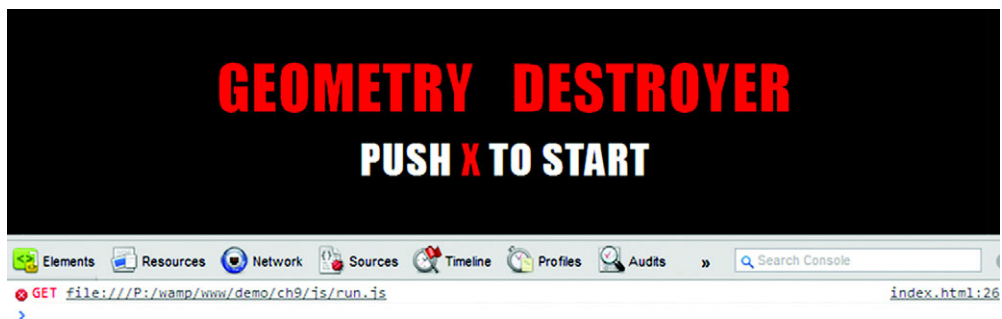 GEOMETRY DESTROYER
PUSH X TO START
Elements Resources Network Sources Timeline Profiles Audits » Search Console
GET file:///P:/wamp/www/demo/ch9/js/run.js index.html:26
>